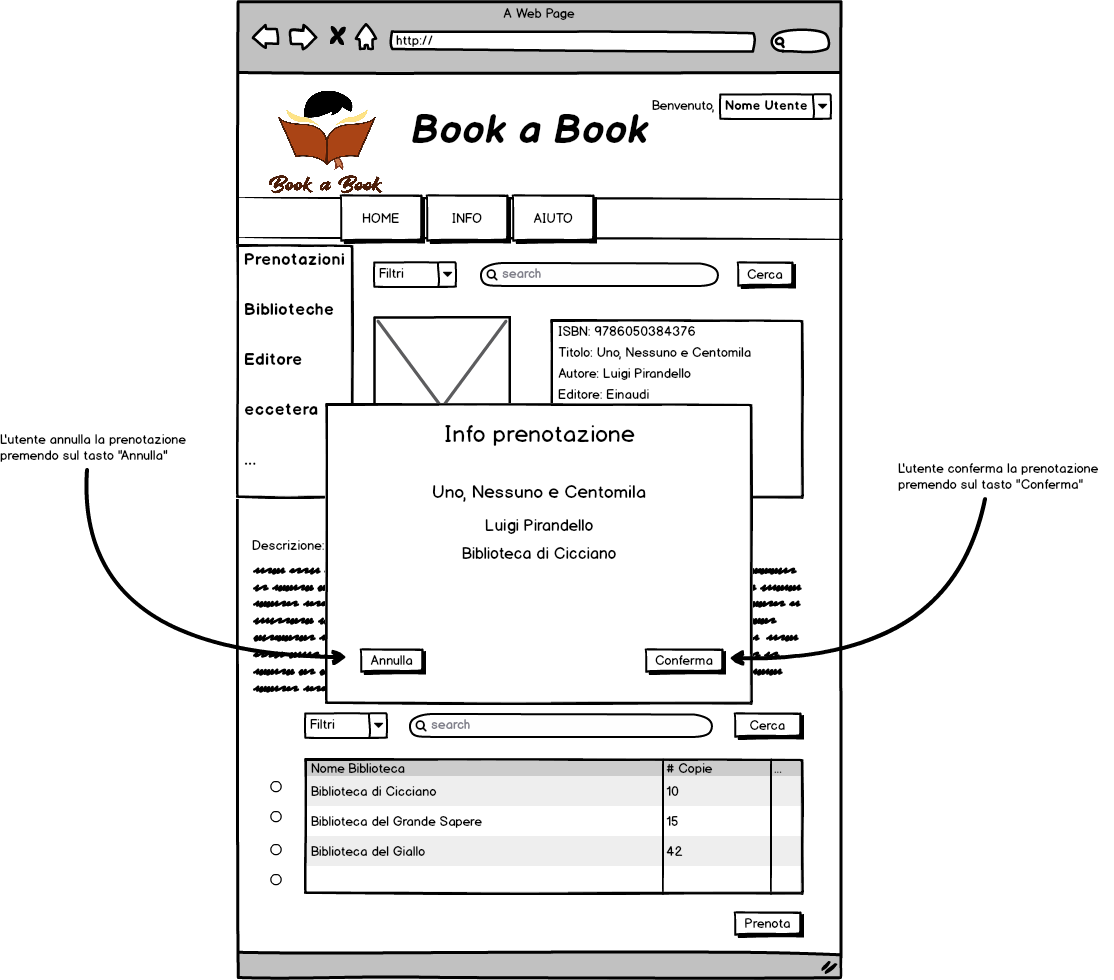 A Web Page
http://
Benvenuto, Nome Utente
Book a Book
Book a Book
HOME INFO AIUTO
Prenotazioni
Biblioteche
Editore
eccetera
...
Filtri search Cerca
ISBN: 9786050384376
Titolo: Uno, Nessuno e Centomila
Autore: Luigi Pirandello
Editore: Einaudi
L'utente annulla la prenotazione
premendo sul tasto "Annulla"
Info prenotazione
Uno, Nessuno e Centomila
Luigi Pirandello
Biblioteca di Cicciano
Annulla Conferma
L'utente conferma la prenotazione
premendo sul tasto "Conferma"
Descrizione:
Filtri search Cerca
Nome Biblioteca # Copie ...
Biblioteca di Cicciano 10
Biblioteca del Grande Sapere 15
Biblioteca del Giallo 42
Prenota